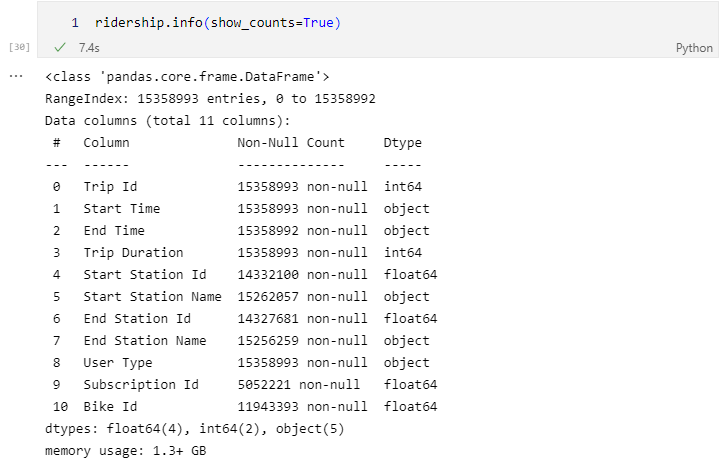 1 ridership.info(show_counts=True)
[30] ✓ 7.4s Python
... <class 'pandas.core.frame.DataFrame'>
RangeIndex: 15358993 entries, 0 to 15358992
Data columns (total 11 columns):
 #   Column              Non-Null Count     Dtype
---  ------              --------------     -----
 0   Trip Id             15358993 non-null  int64
 1   Start Time          15358993 non-null  object
 2   End Time            15358992 non-null  object
 3   Trip Duration       15358993 non-null  int64
 4   Start Station Id    14332100 non-null  float64
 5   Start Station Name  15262057 non-null  object
 6   End Station Id      14327681 non-null  float64
 7   End Station Name    15256259 non-null  object
 8   User Type           15358993 non-null  object
 9   Subscription Id     5052221 non-null   float64
 10  Bike Id             11943393 non-null  float64
dtypes: float64(4), int64(2), object(5)
memory usage: 1.3+ GB